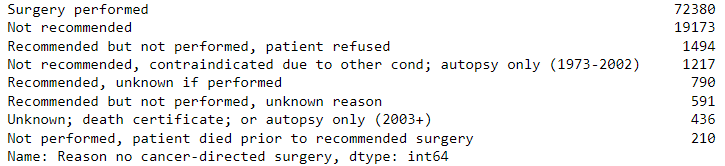 Surgery performed 72380
Not recommended 19173
Recommended but not performed, patient refused 1494
Not recommended, contraindicated due to other cond; autopsy only (1973-2002) 1217
Recommended, unknown if performed 790
Recommended but not performed, unknown reason 591
Unknown; death certificate; or autopsy only (2003+) 436
Not performed, patient died prior to recommended surgery 210
Name: Reason no cancer-directed surgery, dtype: int64